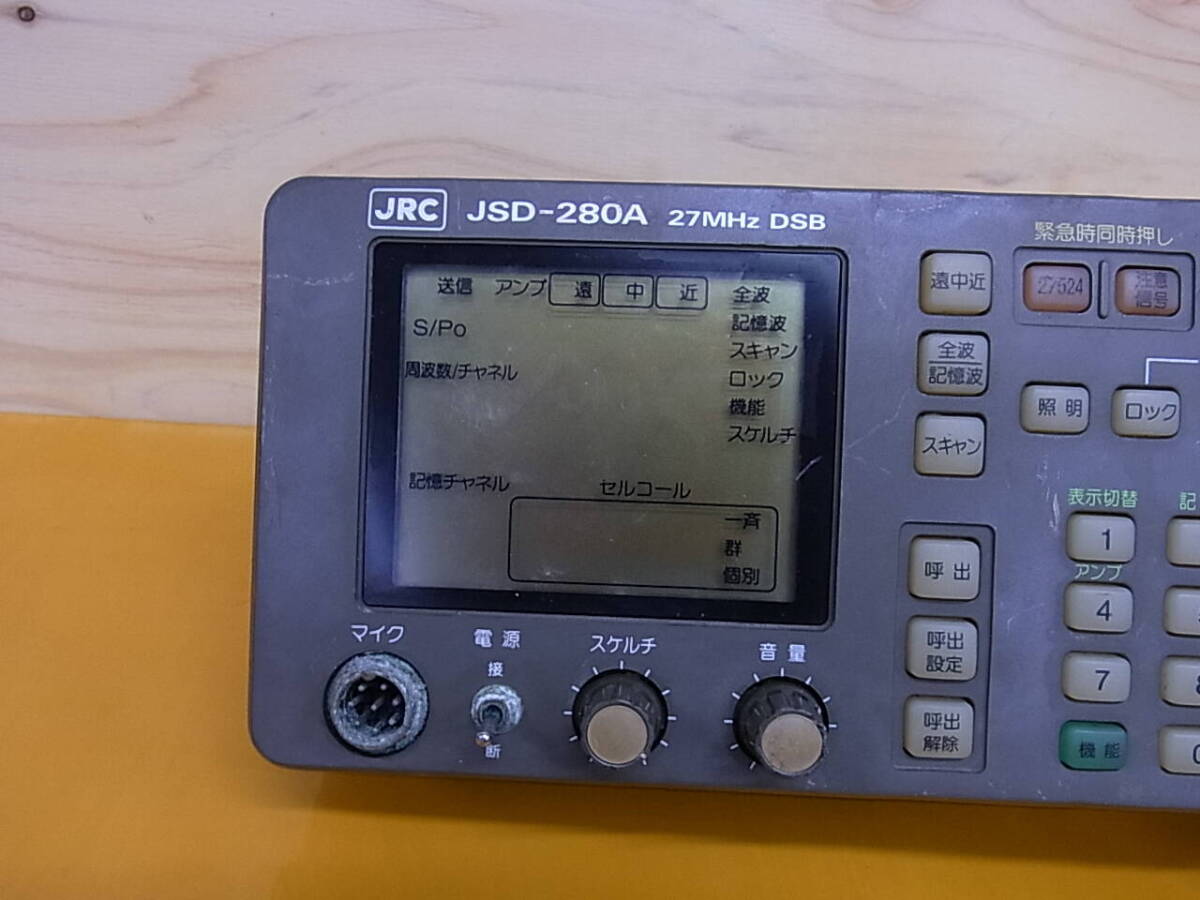 JRC JSD-280A 27MHz DSB
送信 アンプ 遠 中 近 全波
記憶波
S/Po
スキャン
周波数/チャネル
ロック
機能
スケルチ
記憶チャネル セルコール
一斉
群
個別
マイク
電源
接
断
スケルチ
音量
緊急時同時押し
遠中近
27524
注意
信号
全波
記憶波
照明
ロック
スキャン
表示切替
記
1
呼出
アンプ
4
呼出
設定
7
呼出
解除
機能